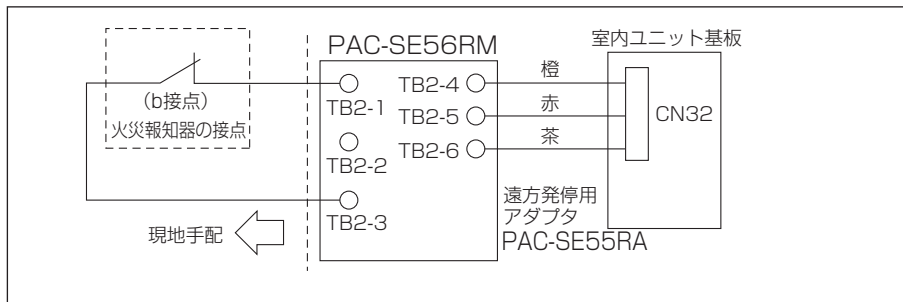 PAC-SE56RM
室内ユニット基板
(b接点)
火災報知器の接点
TB2-1
TB2-2
TB2-3
TB2-4
TB2-5
TB2-6
橙
赤
茶
CN32
遠方発停用
アダプタ
PAC-SE55RA
現地手配